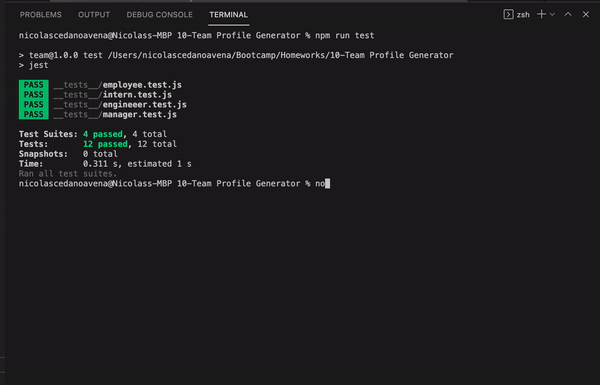 PROBLEMS OUTPUT DEBUG CONSOLE TERMINAL zsh
nicolascedanoavena@Nicolass-MBP 10-Team Profile Generator % npm run test
> team@1.0.0 test /Users/nicolascedanoavena/Bootcamp/Homeworks/10-Team Profile Generator
> jest
PASS __tests__/employee.test.js
PASS __tests__/intern.test.js
PASS __tests__/engineeer.test.js
PASS __tests__/manager.test.js
Test Suites: 4 passed, 4 total
Tests: 12 passed, 12 total
Snapshots: 0 total
Time: 0.311 s, estimated 1 s
Ran all test suites.
nicolascedanoavena@Nicolass-MBP 10-Team Profile Generator % no